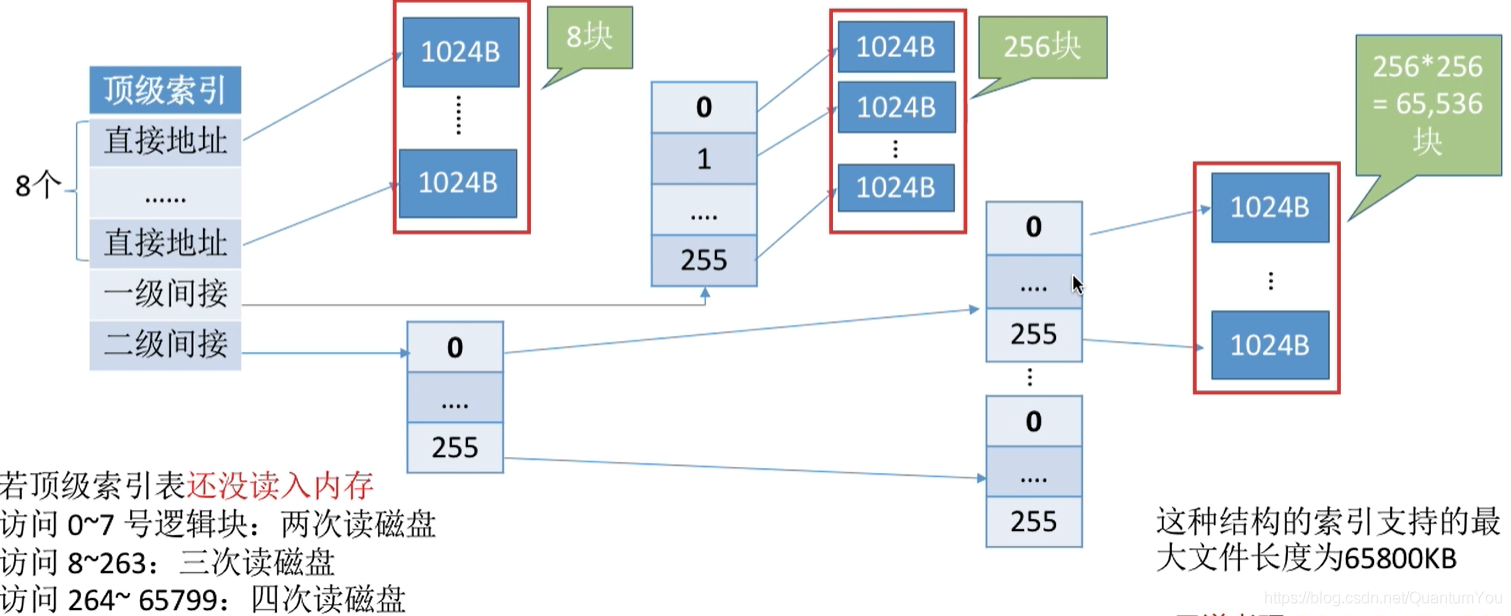 顶级索引
直接地址
……
直接地址
一级间接
二级间接
8个
1024B
1024B
8块
0
1
....
255
1024B
1024B
1024B
256块
0
....
255
0
....
255
0
....
255
1024B
1024B
256*256
= 65,536
块
若顶级索引表还没读入内存
访问 0~7 号逻辑块：两次读磁盘
访问 8~263：三次读磁盘
访问 264~ 65799：四次读磁盘
这种结构的索引支持的最
大文件长度为65800KB
https://blog.csdn.net/QuantumYou